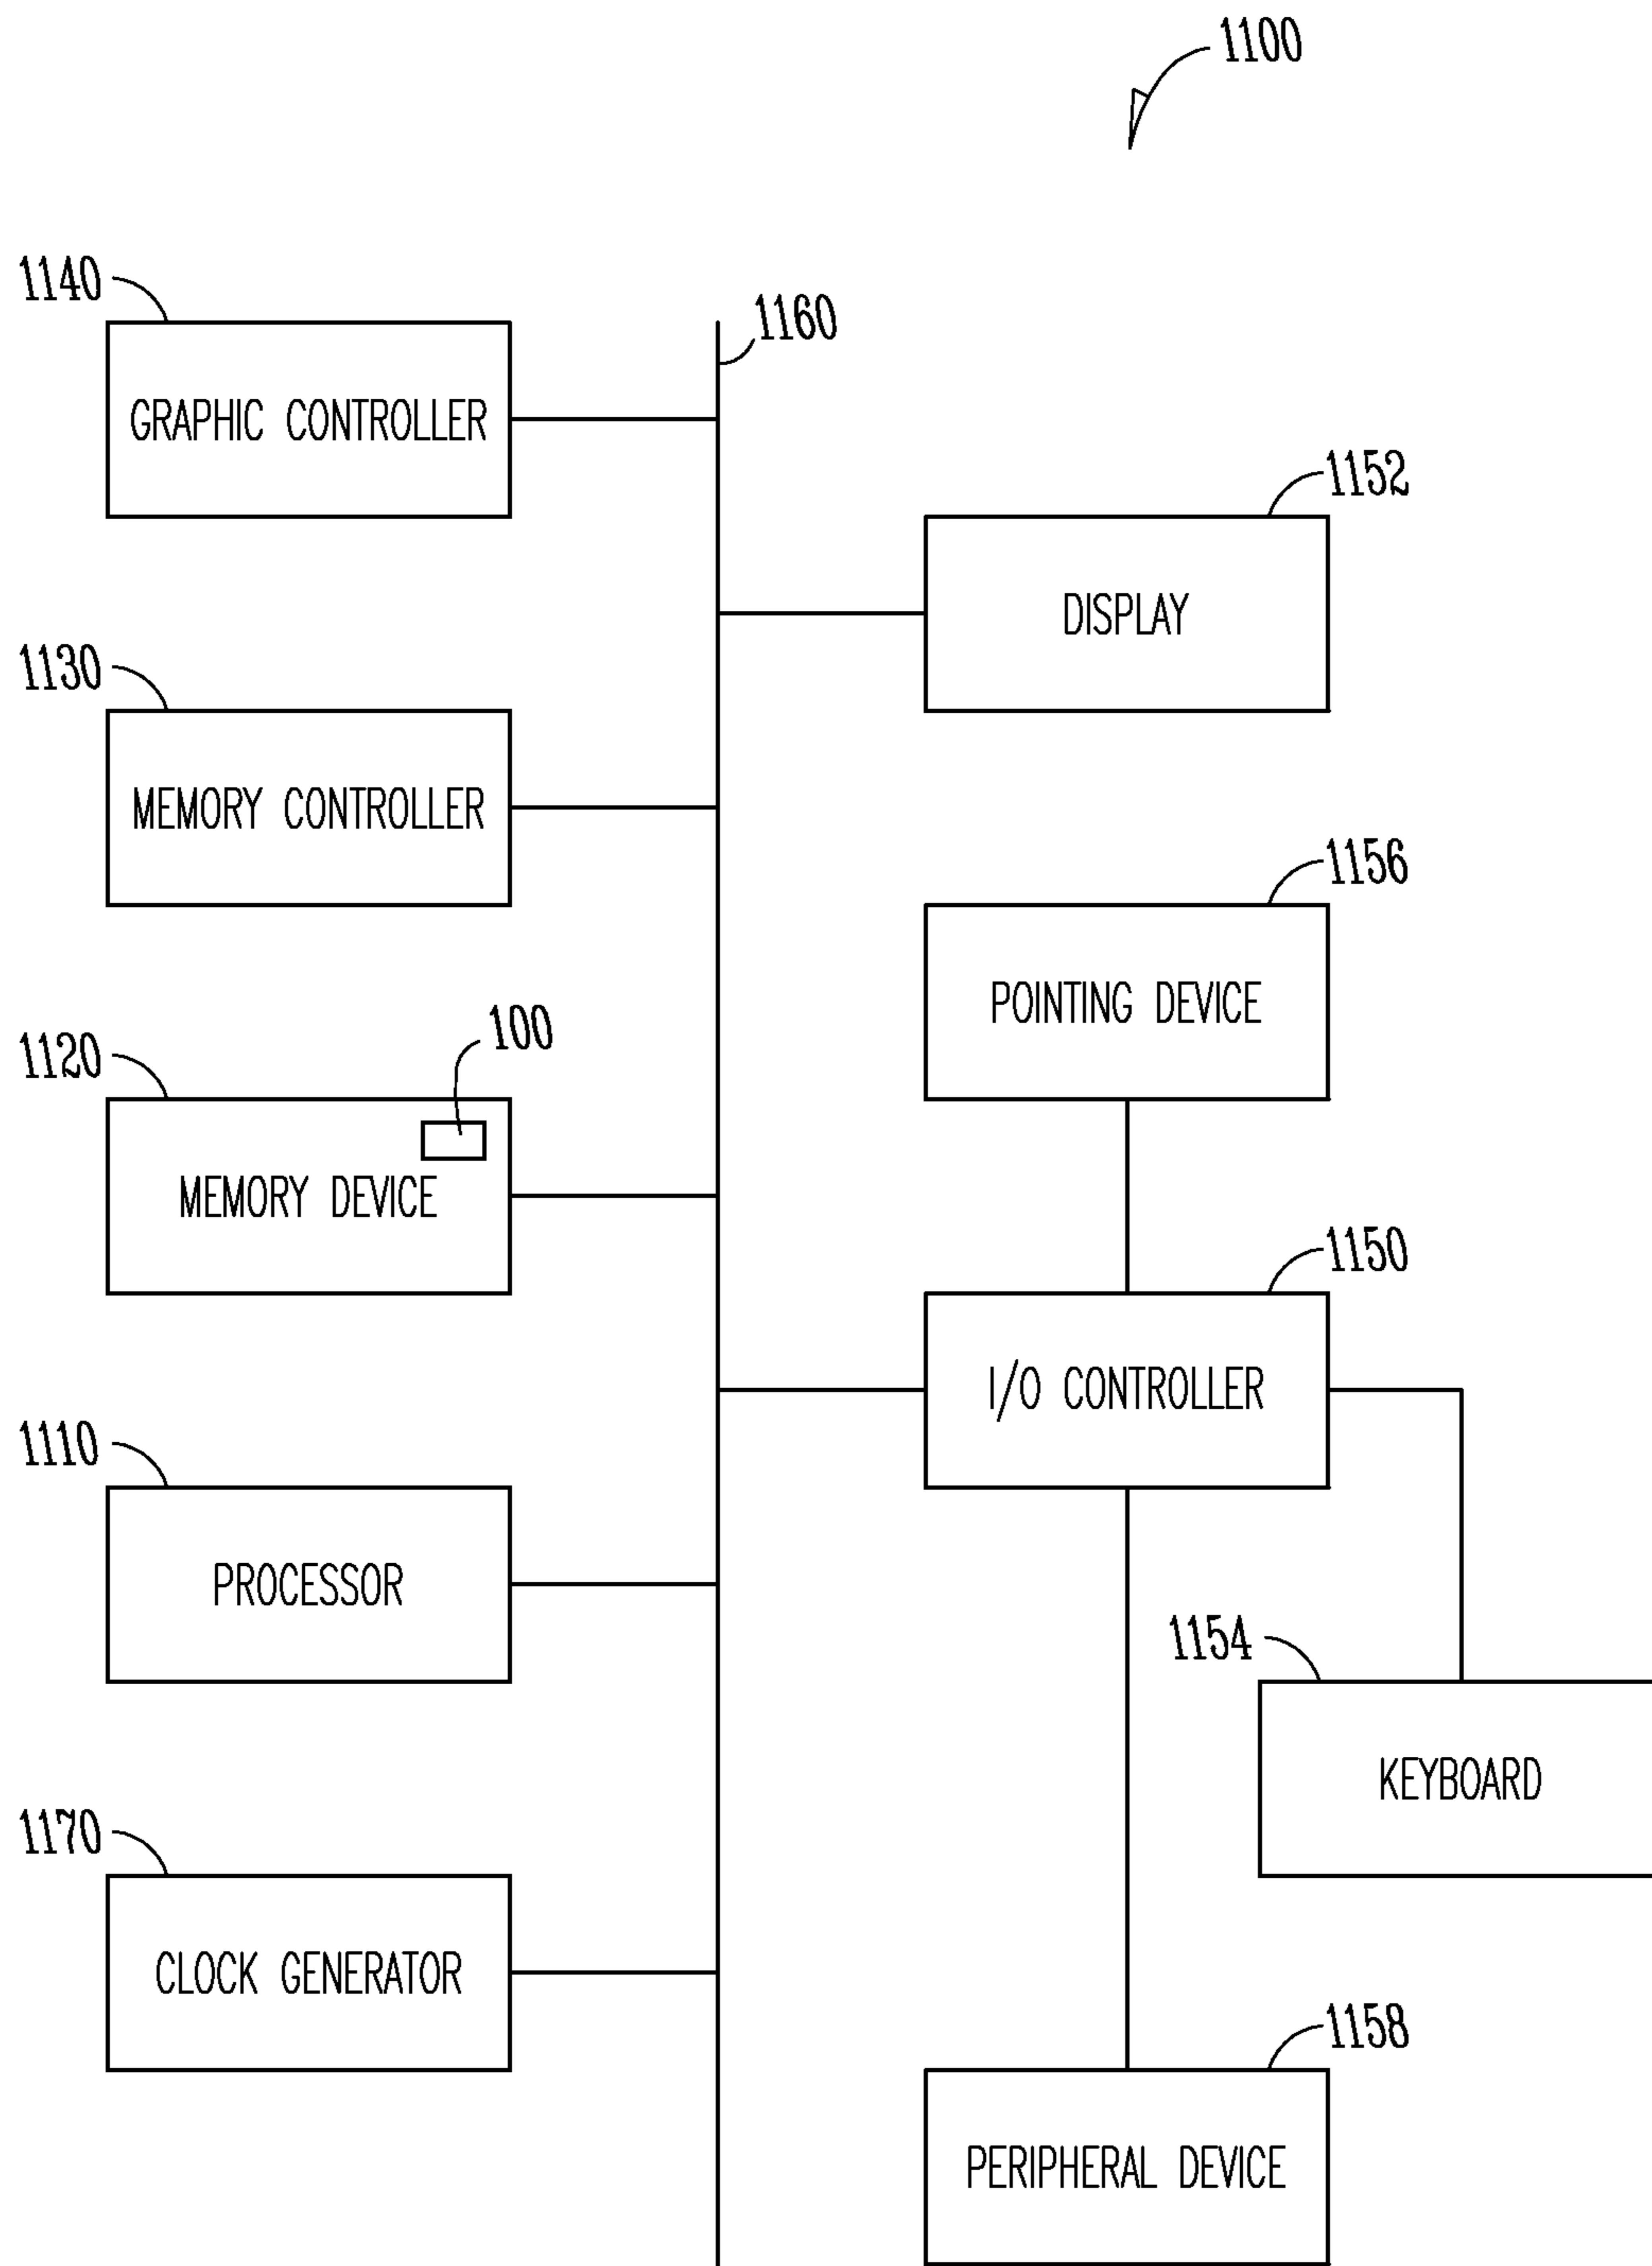 1100
1140
1160
GRAPHIC CONTROLLER
1152
DISPLAY
1130
MEMORY CONTROLLER
1156
POINTING DEVICE
100
1120
MEMORY DEVICE
1150
I/O CONTROLLER
1110
PROCESSOR
1154
KEYBOARD
1170
CLOCK GENERATOR
1158
PERIPHERAL DEVICE